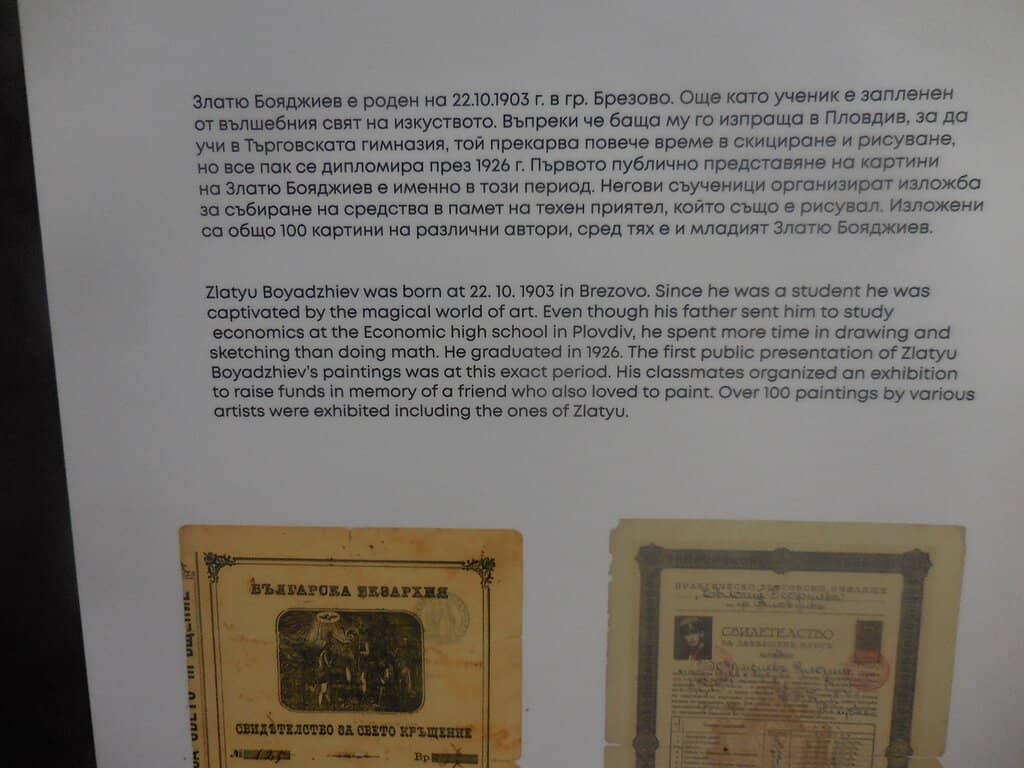 Златю Бояджиев е роден на 22.10.1903 г. в гр. Брезово. Още като ученик е запленен
от вълшебния свят на изкуството. Въпреки че баща му го изпраща в Пловдив, за да
учи в Търговската гимназия, той прекарва повече време в скициране и рисуване,
но все пак се дипломира през 1926 г. Първото публично представяне на картини
на Златю Бояджиев е именно в този период. Негови съученици организират изложба
за събиране на средства в памет на техен приятел, който също е рисувал. Изложени
са общо 100 картини на различни автори, сред тях е и младият Златю Бояджиев.
Zlatyu Boyadzhiev was born at 22. 10. 1903 in Brezovo. Since he was a student he was
captivated by the magical world of art. Even though his father sent him to study
economics at the Economic high school in Plovdiv, he spent more time in drawing and
sketching than doing math. He graduated in 1926. The first public presentation of Zlatyu
Boyadzhiev's paintings was at this exact period. His classmates organized an exhibition
to raise funds in memory of a friend who also loved to paint. Over 100 paintings by various
artists were exhibited including the ones of Zlatyu.
БЪЛГАРСКА ЕКЗАРХИЯ
СВИДѢТЕЛСТВО ЗА СВЕТО КРЪЩЕНИЕ
№
Вр.
СВИДЕТЕЛСТВО